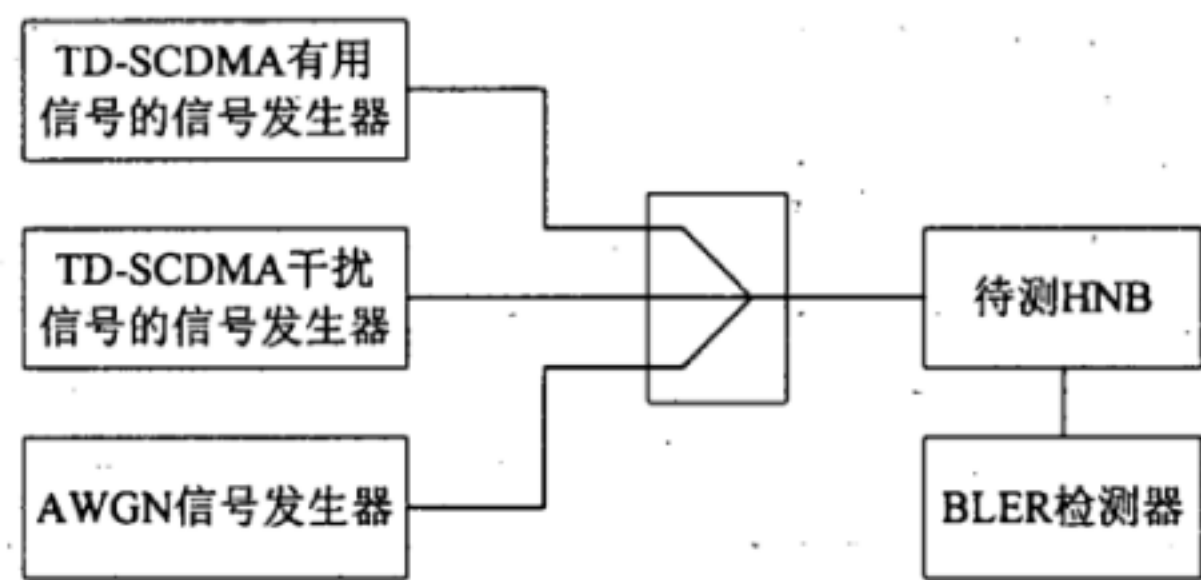 TD-SCDMA有用
信号的信号发生器
TD-SCDMA干扰
信号的信号发生器
待测HNB
AWGN信号发生器
BLER检测器